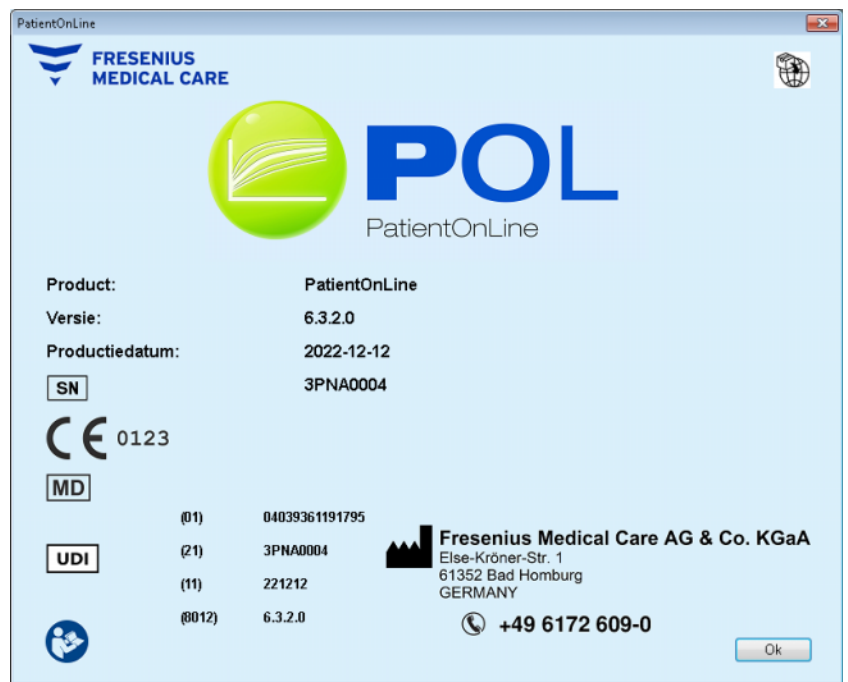 PatientOnLine
FRESENIUS
MEDICAL CARE
POL
PatientOnLine
Product: PatientOnLine
Versie: 6.3.2.0
Productiedatum: 2022-12-12
SN 3PNA0004
CE 0123
MD
(01) 04039361191795
UDI (21) 3PNA0004
(11) 221212
(8012) 6.3.2.0
Fresenius Medical Care AG & Co. KGaA
Else-Kröner-Str. 1
61352 Bad Homburg
GERMANY
+49 6172 609-0
Ok